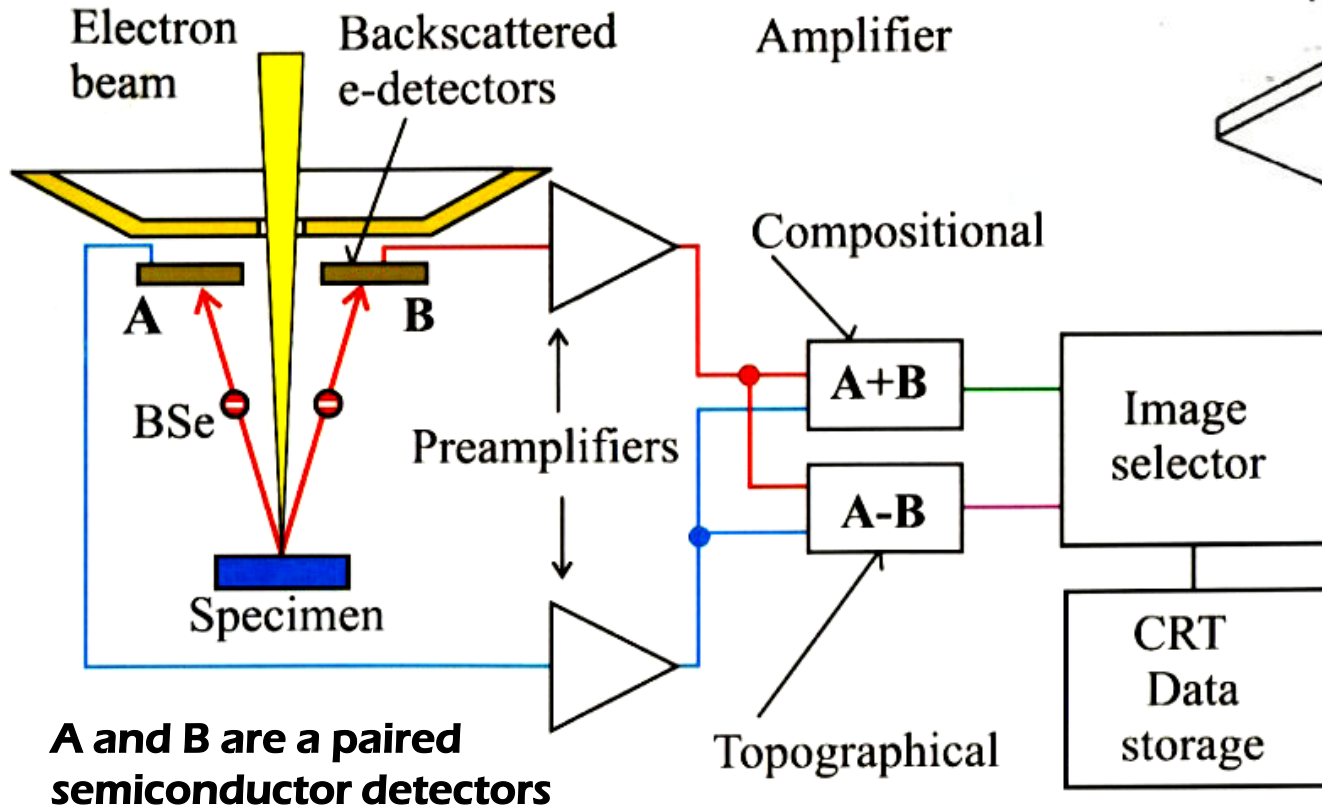 Electron
beam
Backscattered
e-detectors
Amplifier
Compositional
A
B
BSe
Preamplifiers
A+B
A-B
Image
selector
Specimen
CRT
Data
storage
Topographical
A and B are a paired
semiconductor detectors